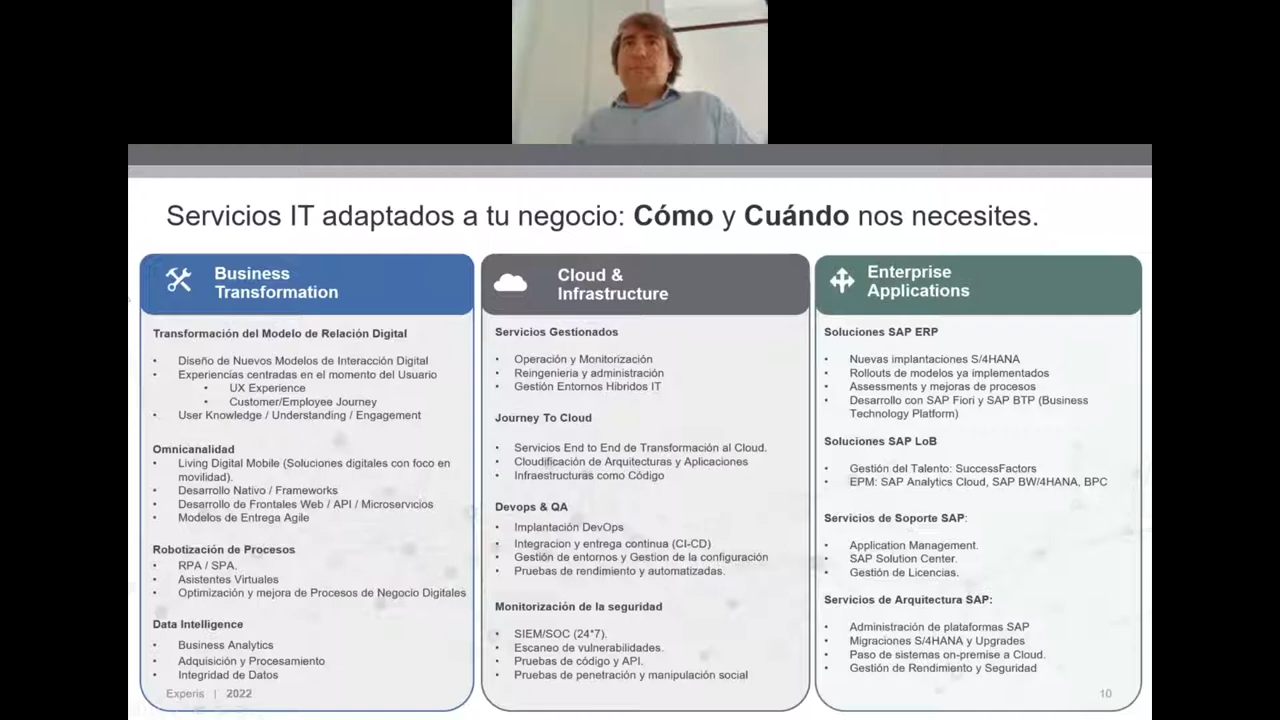 Servicios IT adaptados a tu negocio: Cómo y Cuándo nos necesites.
Business
Transformation
Transformación del Modelo de Relación Digital
• Diseño de Nuevos Modelos de Interacción Digital
• Experiencias centradas en el momento del Usuario
• UX Experience
• Customer/Employee Journey
• User Knowledge / Understanding / Engagement
Omnicanalidad
• Living Digital Mobile (Soluciones digitales con foco en
movilidad).
• Desarrollo Nativo / Frameworks
• Desarrollo de Frontales Web / API / Microservicios
• Modelos de Entrega Agile
Robotización de Procesos
• RPA / SPA.
• Asistentes Virtuales
• Optimización y mejora de Procesos de Negocio Digitales
Data Intelligence
• Business Analytics
• Adquisición y Procesamiento
• Integridad de Datos
Cloud &
Infrastructure
Servicios Gestionados
• Operación y Monitorización
• Reingenieria y administración
• Gestión Entornos Hibridos IT
Journey To Cloud
• Servicios End to End de Transformación al Cloud.
• Cloudificación de Arquitecturas y Aplicaciones
• Infraestructuras como Código
Devops & QA
• Implantación DevOps
• Integracion y entrega continua (CI-CD)
• Gestión de entornos y Gestion de la configuración
• Pruebas de rendimiento y automatizadas.
Monitorización de la seguridad
• SIEM/SOC (24*7).
• Escaneo de vulnerabilidades.
• Pruebas de código y API.
• Pruebas de penetración y manipulación social
Enterprise
Applications
Soluciones SAP ERP
• Nuevas implantaciones S/4HANA
• Rollouts de modelos ya implementados
• Assessments y mejoras de procesos
• Desarrollo con SAP Fiori y SAP BTP (Business
Technology Platform)
Soluciones SAP LoB
• Gestión del Talento: SuccessFactors
• EPM: SAP Analytics Cloud, SAP BW/4HANA, BPC
Servicios de Soporte SAP:
• Application Management.
• SAP Solution Center.
• Gestión de Licencias.
Servicios de Arquitectura SAP:
• Administración de plataformas SAP
• Migraciones S/4HANA y Upgrades
• Paso de sistemas on-premise a Cloud.
• Gestión de Rendimiento y Seguridad
Experis | 2022
10